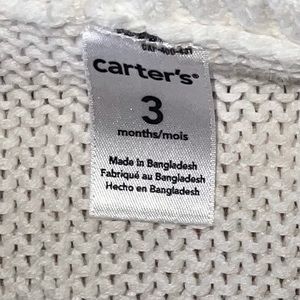 carter's®
3
months/mois
Made in Bangladesh
Fabriqué au Bangladesh
Hecho en Bangladesh